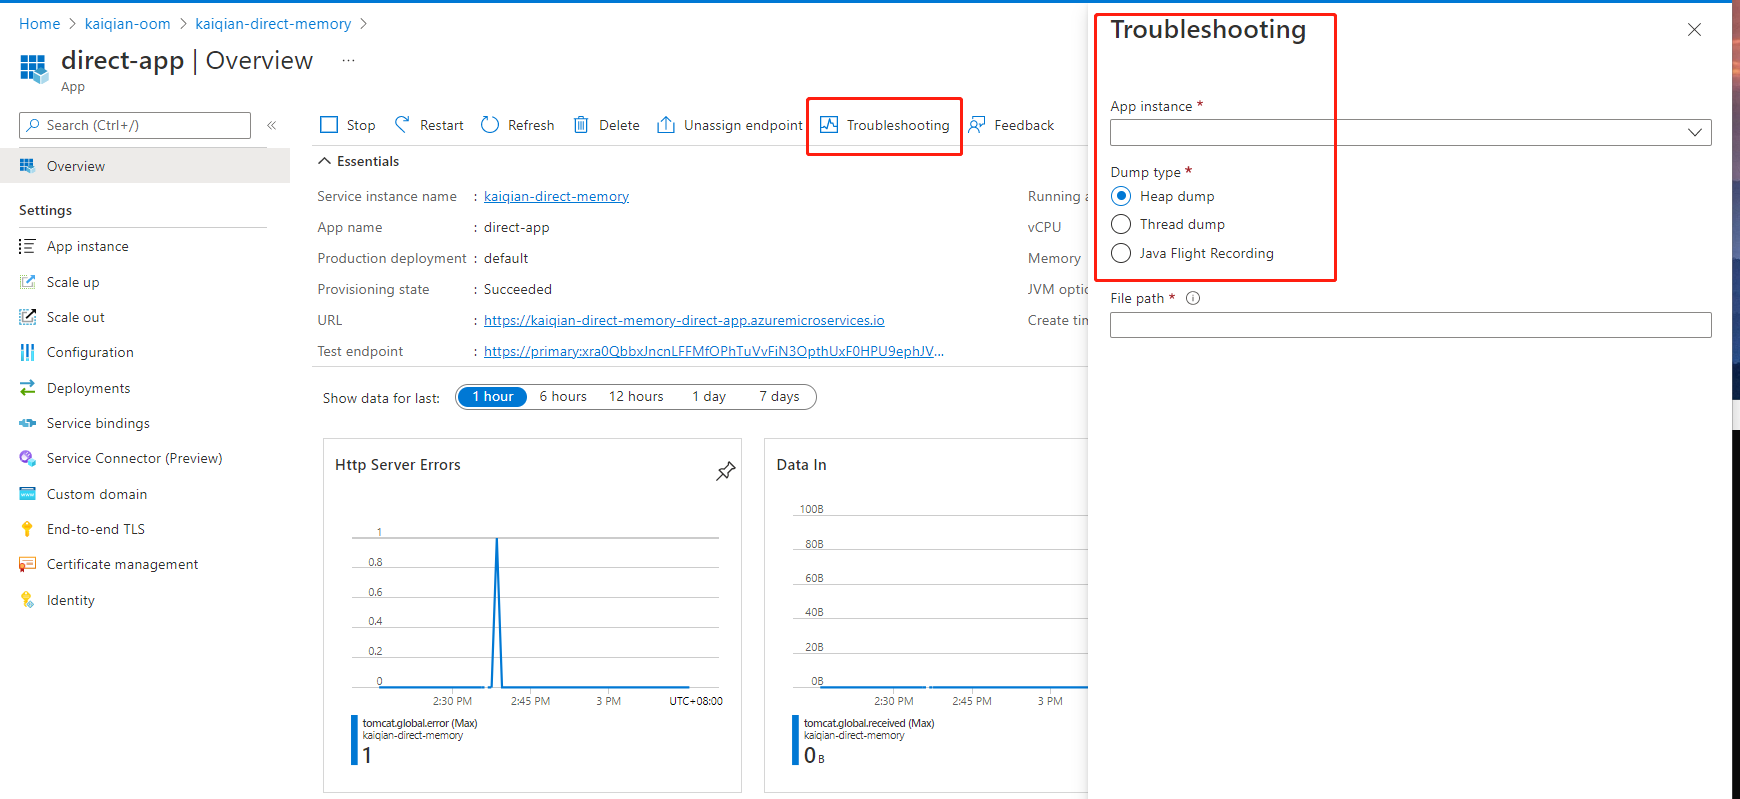 Home > kaiqian-oom > kaiqian-direct-memory >
direct-app | Overview ...
App
Search (Ctrl+/)
«
Overview
Settings
App instance
Scale up
Scale out
Configuration
Deployments
Service bindings
Service Connector (Preview)
Custom domain
End-to-end TLS
Certificate management
Identity
Stop Restart Refresh Delete Unassign endpoint Troubleshooting Feedback
Essentials
Service instance name : kaiqian-direct-memory
App name : direct-app
Production deployment : default
Provisioning state : Succeeded
URL : https://kaiqian-direct-memory-direct-app.azuremicroservices.io
Test endpoint : https://primary:xra0QbbxJncnLFFMfOPhTuVvFiN3OpthUxF0HPU9ephJV...
Running a
vCPU
Memory
JVM optic
Create tim
Show data for last: 1 hour 6 hours 12 hours 1 day 7 days
Http Server Errors
1
0.8
0.6
0.4
0.2
0
2:30 PM 2:45 PM 3 PM UTC+08:00
tomcat.global.error (Max)
kaiqian-direct-memory
1
Data In
100B
80B
60B
40B
20B
0B
2:30 PM 2:45 PM 3 PM
tomcat.global.received (Max)
kaiqian-direct-memory
0 B
Troubleshooting
App instance *
Dump type *
Heap dump
Thread dump
Java Flight Recording
File path *